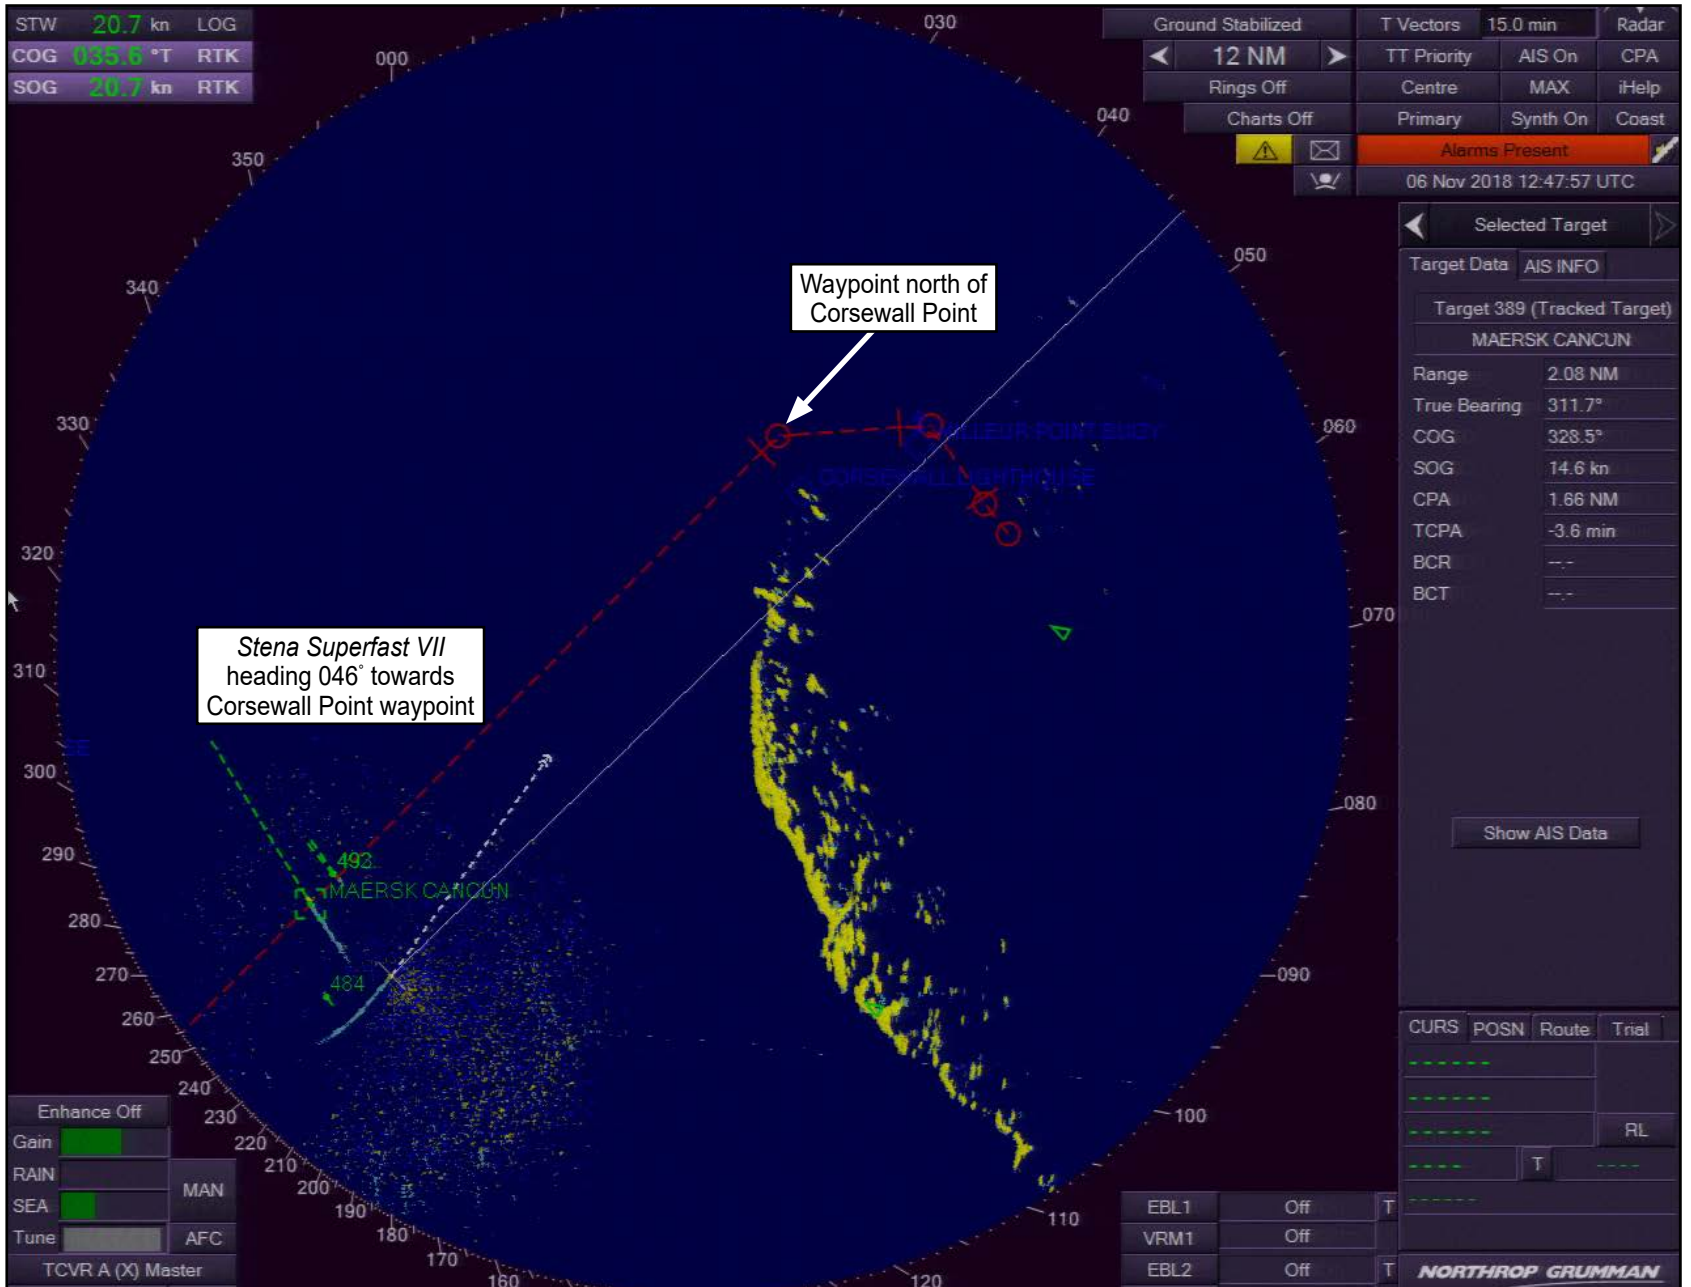 STW 20.7 kn LOG
COG 035.6 °T RTK
SOG 20.7 kn RTK
Ground Stabilized
12 NM
Rings Off
Charts Off
T Vectors 15.0 min Radar
TT Priority AIS On CPA
Centre MAX iHelp
Primary Synth On Coast
Alarms Present
06 Nov 2018 12:47:57 UTC
Selected Target
Target Data AIS INFO
Target 389 (Tracked Target)
MAERSK CANCUN
Range 2.08 NM
True Bearing 311.7°
COG 328.5°
SOG 14.6 kn
CPA 1.66 NM
TCPA -3.6 min
BCR --.-
BCT --.-
Show AIS Data
CURS POSN Route Trial
RL
T
NORTHROP GRUMMAN
000
030
040
050
060
070
080
090
100
110
120
160
170
180
190
200
210
220
230
240
250
260
270
280
290
300
310
320
330
340
350
Waypoint north of
Corsewall Point
Stena Superfast VII
heading 046° towards
Corsewall Point waypoint
MILLEUR POINT BUOY
CORSEWALL LIGHTHOUSE
493
MAERSK CANCUN
484
Enhance Off
Gain
RAIN
SEA
MAN
Tune
AFC
TCVR A (X) Master
EBL1 Off T
VRM1 Off
EBL2 Off T